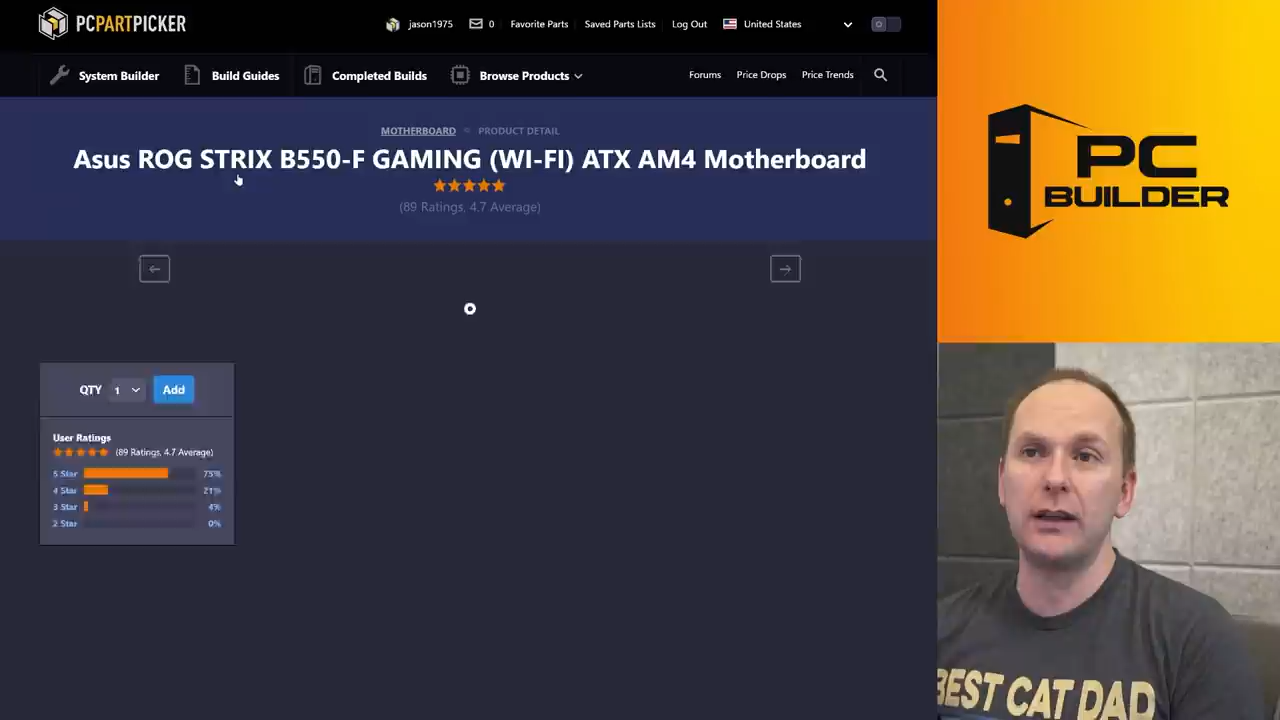 PCPARTPICKER
jason1975
0
Favorite Parts
Saved Parts Lists
Log Out
United States
System Builder
Build Guides
Completed Builds
Browse Products
Forums
Price Drops
Price Trends
MOTHERBOARD
PRODUCT DETAIL
Asus ROG STRIX B550-F GAMING (WI-FI) ATX AM4 Motherboard
(89 Ratings, 4.7 Average)
QTY 1 Add
User Ratings
(89 Ratings, 4.7 Average)
5 Star 75%
4 Star 21%
3 Star 4%
2 Star 0%
PC
BUILDER
BEST CAT DAD